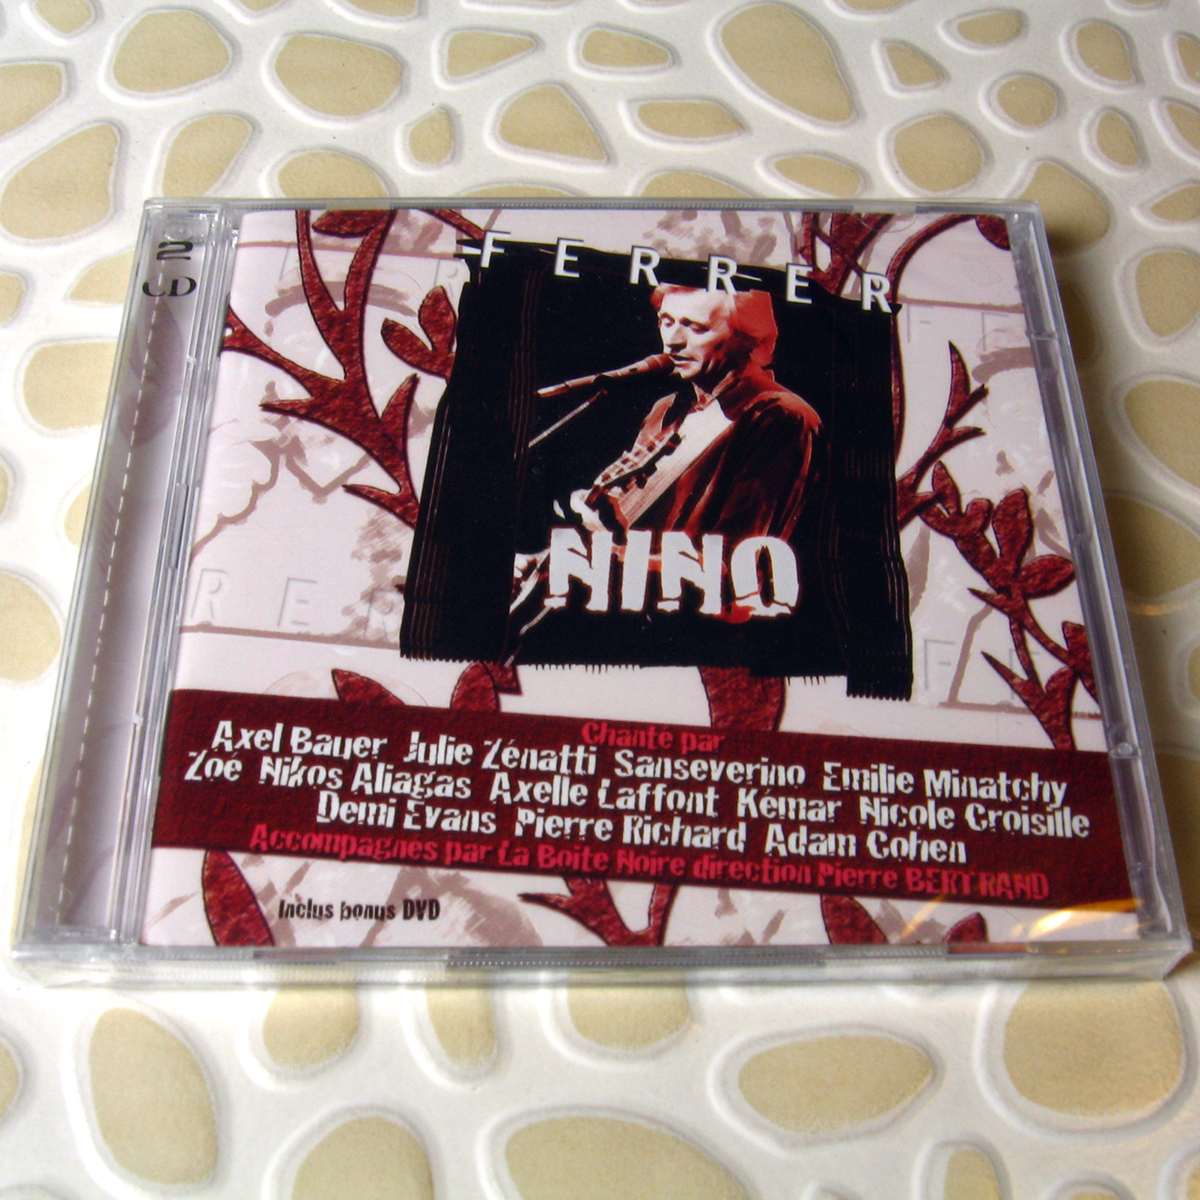 2
CD
FERRER
NINO
Chanté par
Axel Bauer Julie Zénatti Sanseverino Emilie Minatchy
Zoé Nikos Aliagas Axelle Laffont Kémar Nicole Croisille
Demi Evans Pierre Richard Adam Cohen
Accompagnés par La Boite Noire direction Pierre BERTRAND
Inclus bonus DVD